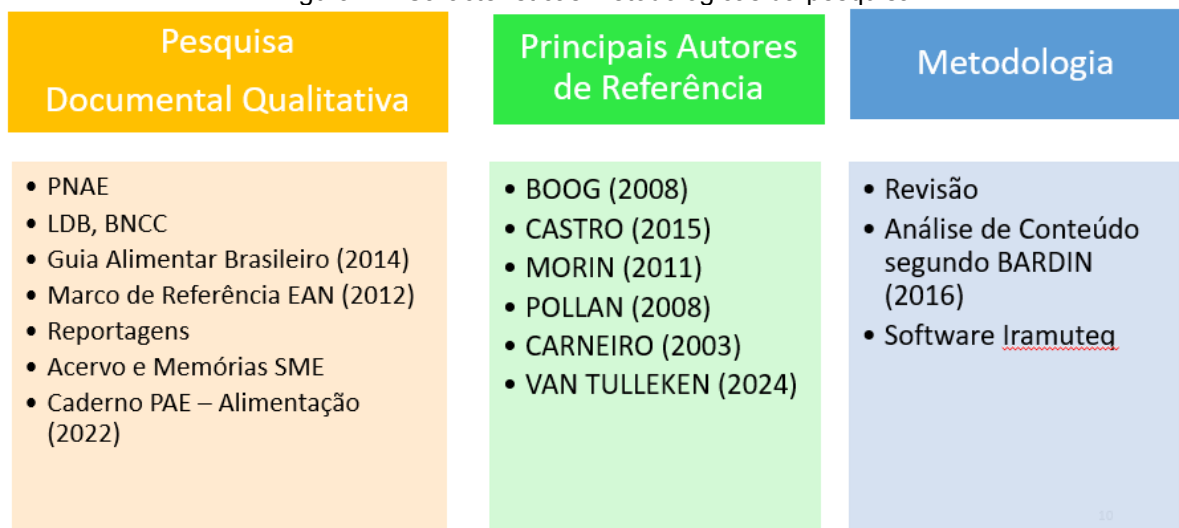 Pesquisa
Documental Qualitativa
• PNAE
• LDB, BNCC
• Guia Alimentar Brasileiro (2014)
• Marco de Referência EAN (2012)
• Reportagens
• Acervo e Memórias SME
• Caderno PAE – Alimentação
(2022)
Principais Autores
de Referência
• BOOG (2008)
• CASTRO (2015)
• MORIN (2011)
• POLLAN (2008)
• CARNEIRO (2003)
• VAN TULLEKEN (2024)
Metodologia
• Revisão
• Análise de Conteúdo
segundo BARDIN
(2016)
• Software Iramuteq
10